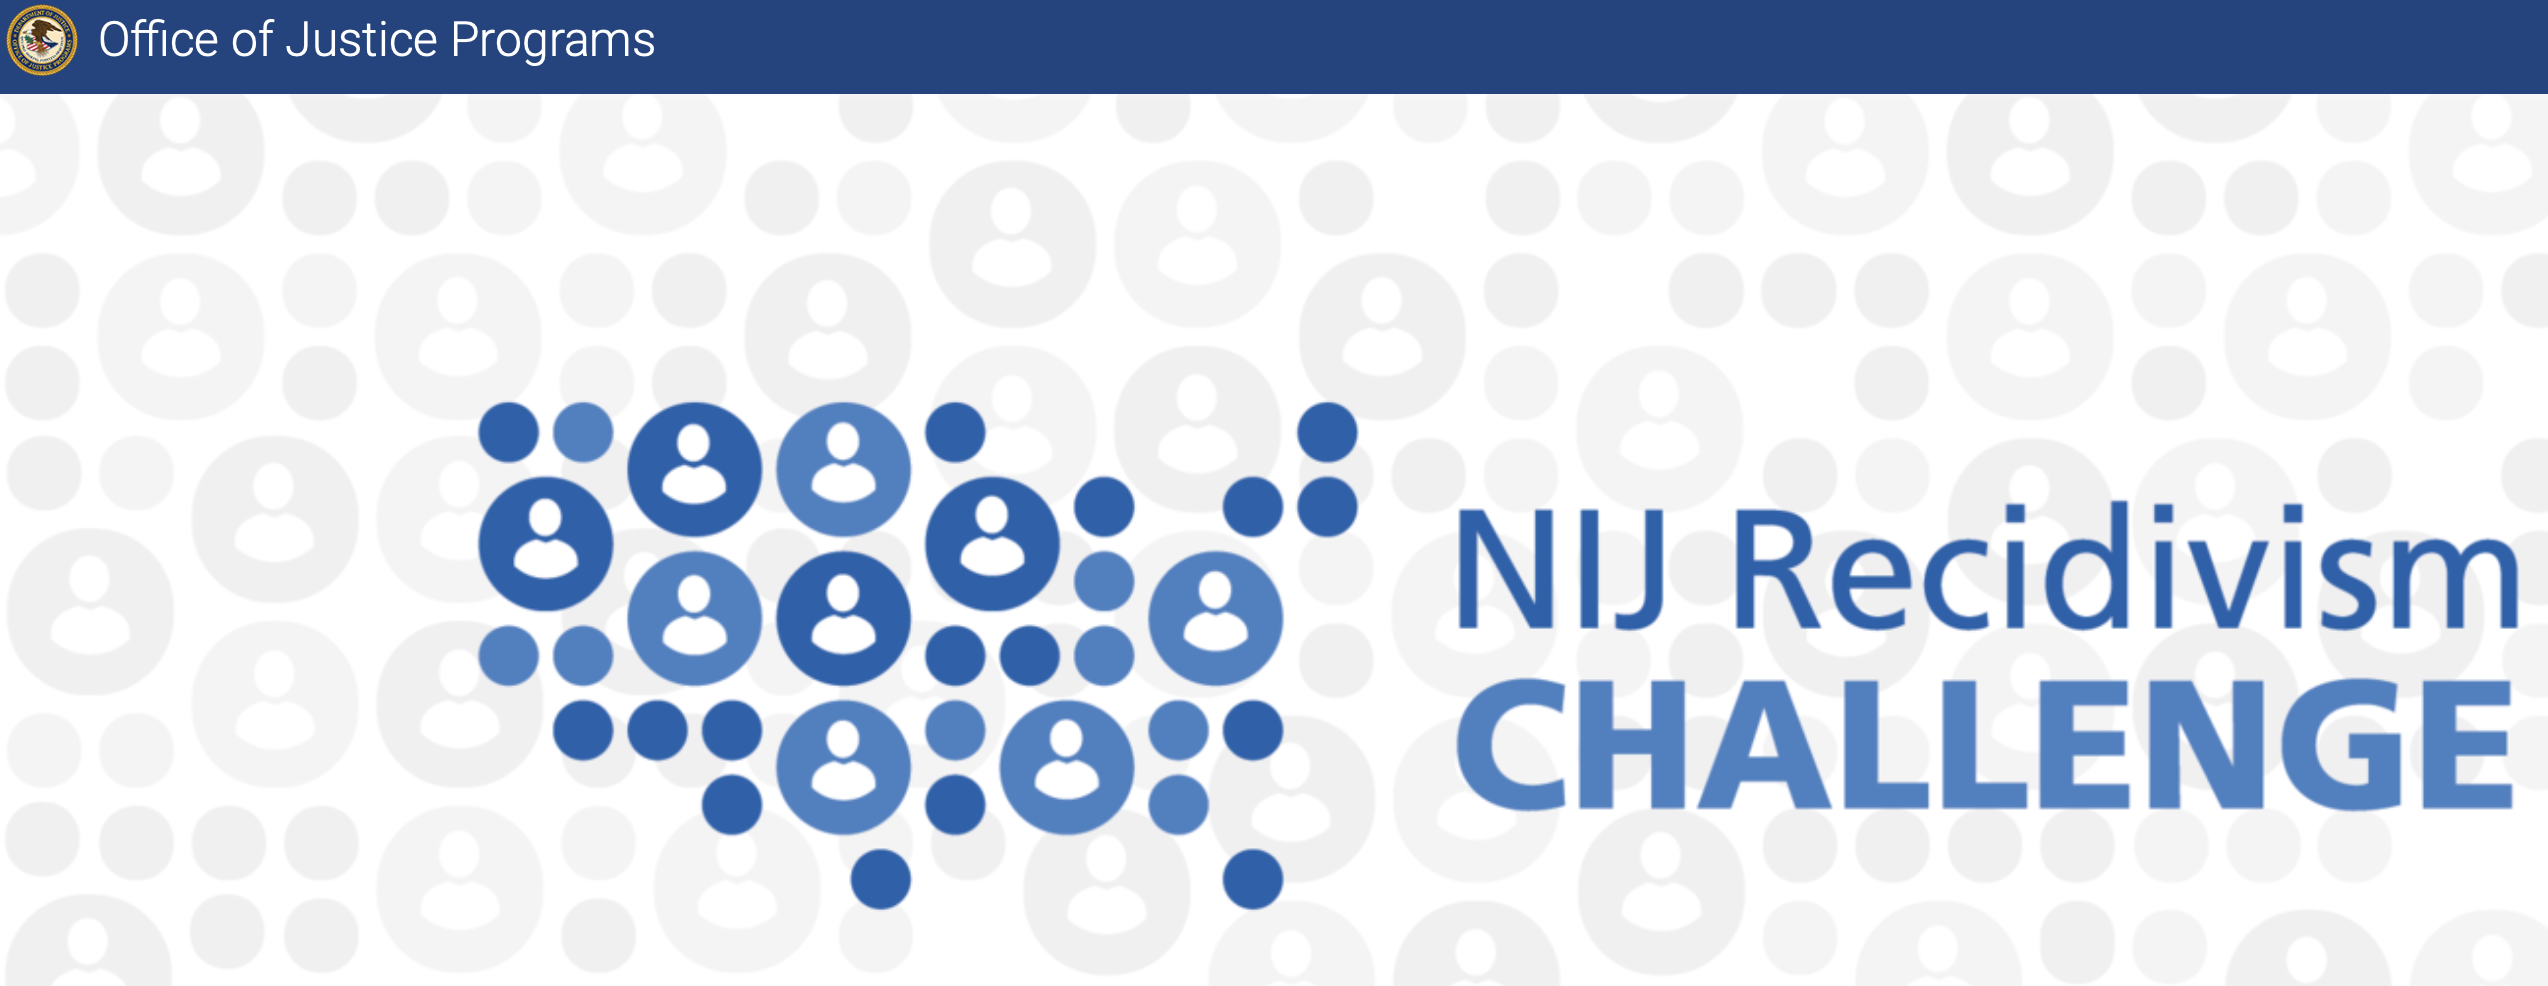 Office of Justice Programs
NIJ Recidivism
CHALLENGE